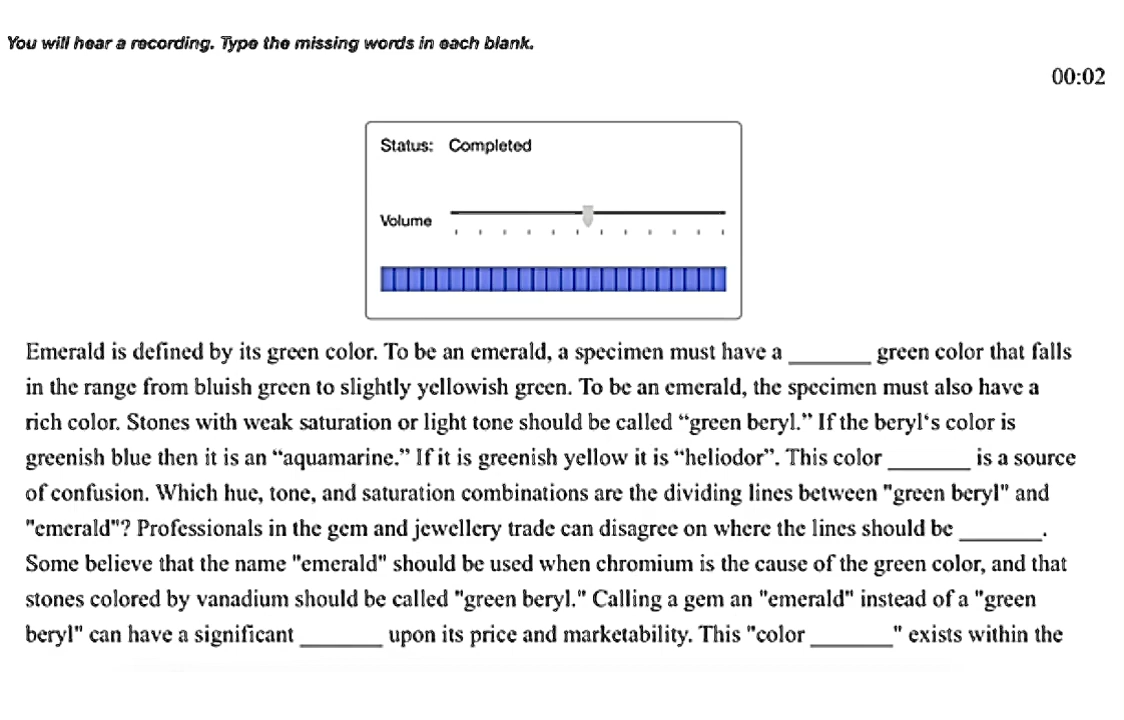 You will hear a recording. Type the missing words in each blank.
00:02
Status: Completed
Volume
Emerald is defined by its green color. To be an emerald, a specimen must have a ________ green color that falls
in the range from bluish green to slightly yellowish green. To be an emerald, the specimen must also have a
rich color. Stones with weak saturation or light tone should be called “green beryl.” If the beryl‘s color is
greenish blue then it is an “aquamarine.” If it is greenish yellow it is “heliodor”. This color ________ is a source
of confusion. Which hue, tone, and saturation combinations are the dividing lines between "green beryl" and
"emerald"? Professionals in the gem and jewellery trade can disagree on where the lines should be ________.
Some believe that the name "emerald" should be used when chromium is the cause of the green color, and that
stones colored by vanadium should be called "green beryl." Calling a gem an "emerald" instead of a "green
beryl" can have a significant ________ upon its price and marketability. This "color ________" exists within the